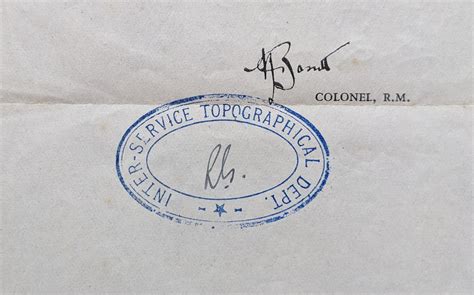 COLONEL, R.M.
INTER-SERVICE TOPOGRAPHICAL DEPT.